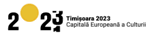 2023 Timișoara 2023
Capitală Europeană a Culturii